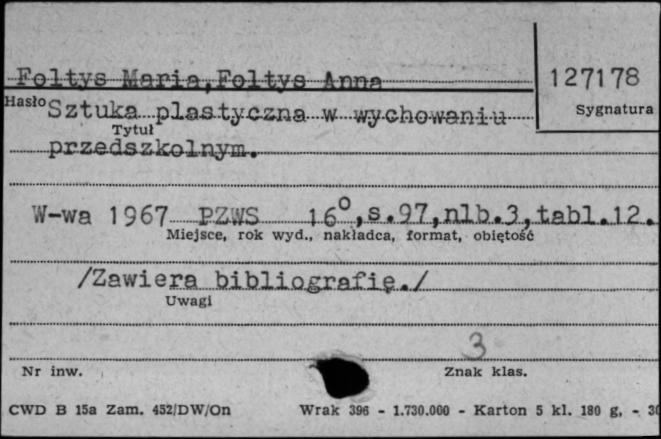 Foltys Maria,Foltys Anna
127178
Hasło
Sygnatura
Sztuka plastyczna w wychowaniu
Tytuł
przedszkolnym.
W-wa 1967 PZWS 16°,s.97,nlb.3,tabl.12.
Miejsce, rok wyd., nakładca, format, objętość
/Zawiera bibliografię./
Uwagi
3
Nr inw.
Znak klas.
CWD B 15a Zam. 452/DW/On Wrak 396 - 1.730.000 - Karton 5 kl. 180 g, - 30